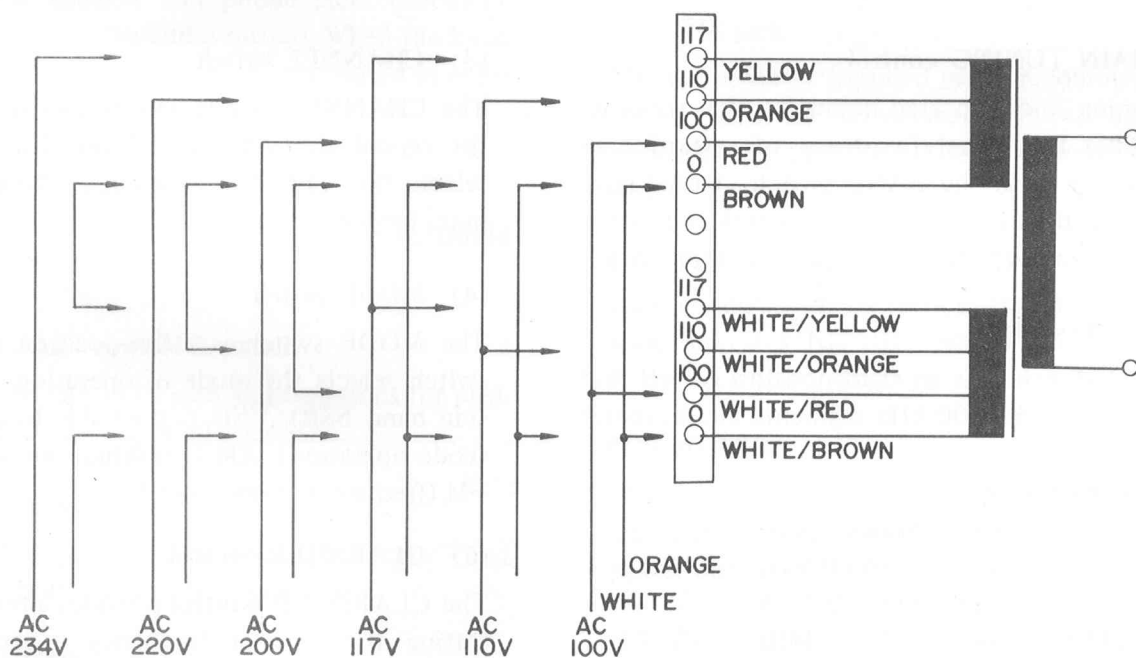 117
YELLOW
110
ORANGE
100
RED
0
BROWN
117
WHITE/YELLOW
110
WHITE/ORANGE
100
WHITE/RED
0
WHITE/BROWN
ORANGE
WHITE
AC
234V
AC
220V
AC
200V
AC
117V
AC
110V
AC
100V